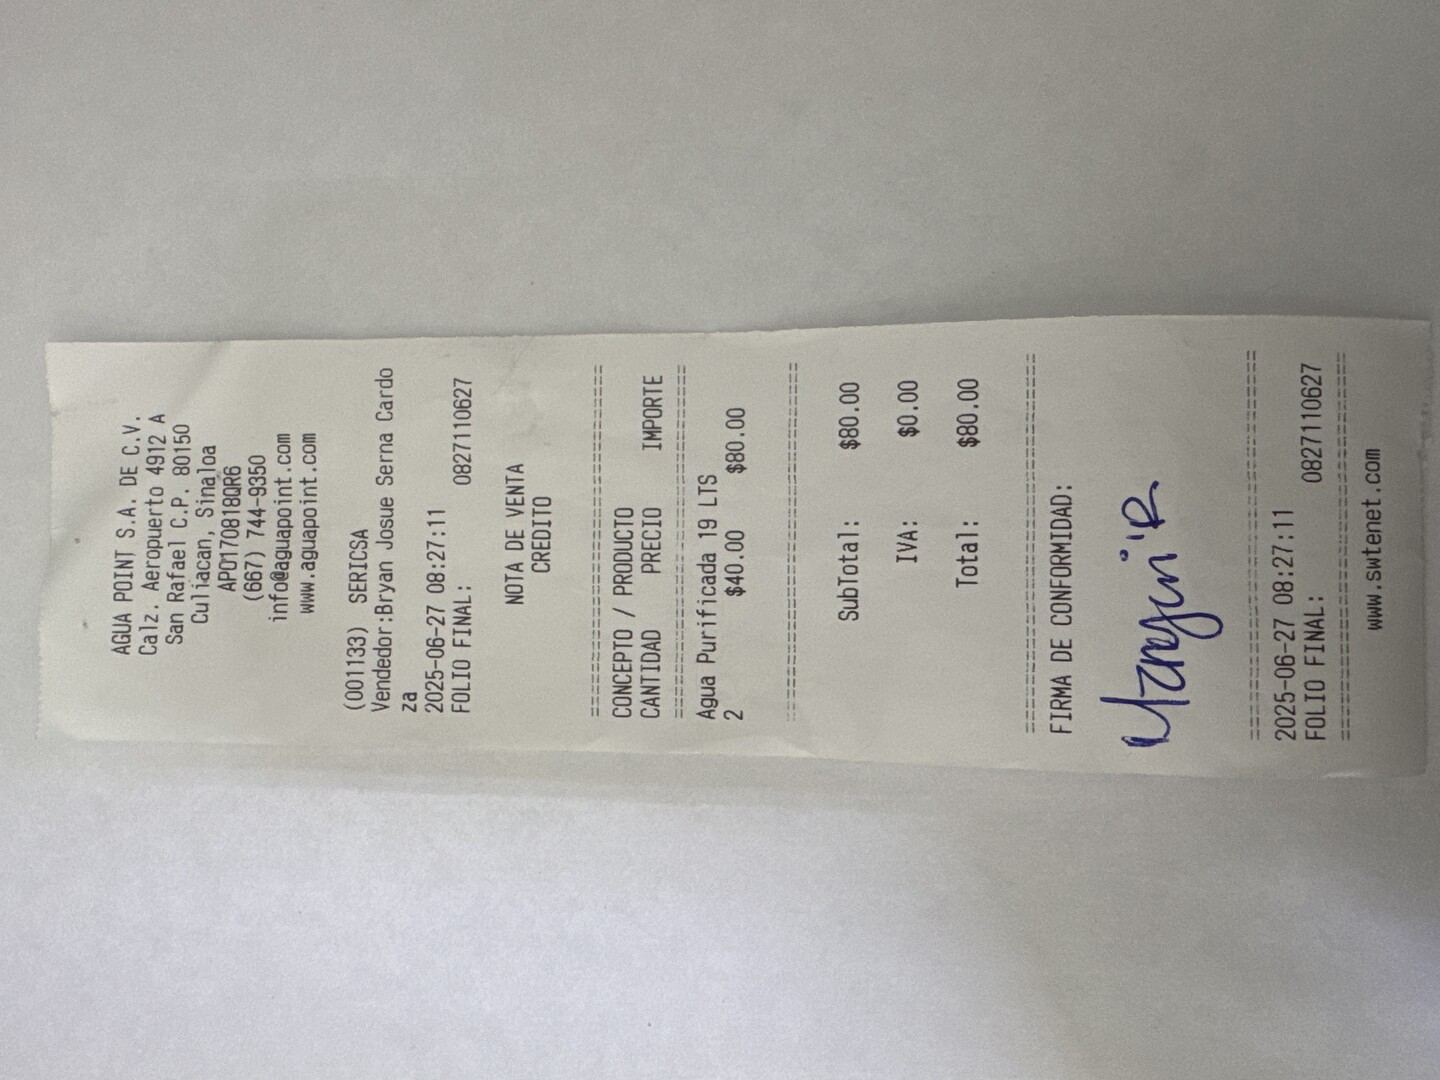 AGUA POINT S.A. DE C.V.
Calz. Aeropuerto 4912 A
San Rafael C.P. 80150
Culiacan, Sinaloa
APO170818QR6
(667) 744-9350
info@aguapoint.com
www.aguapoint.com
(001133) SERICSA
Vendedor:Bryan Josue Serna Cardo
za
2025-06-27 08:27:11
FOLIO FINAL: 0827110627
NOTA DE VENTA
CREDITO
================================
CONCEPTO / PRODUCTO
CANTIDAD PRECIO IMPORTE
================================
Agua Purificada 19 LTS
2 $40.00 $80.00
================================
SubTotal: $80.00
IVA: $0.00
Total: $80.00
================================
FIRMA DE CONFORMIDAD:
================================
2025-06-27 08:27:11
FOLIO FINAL: 0827110627
================================
www.swtenet.com